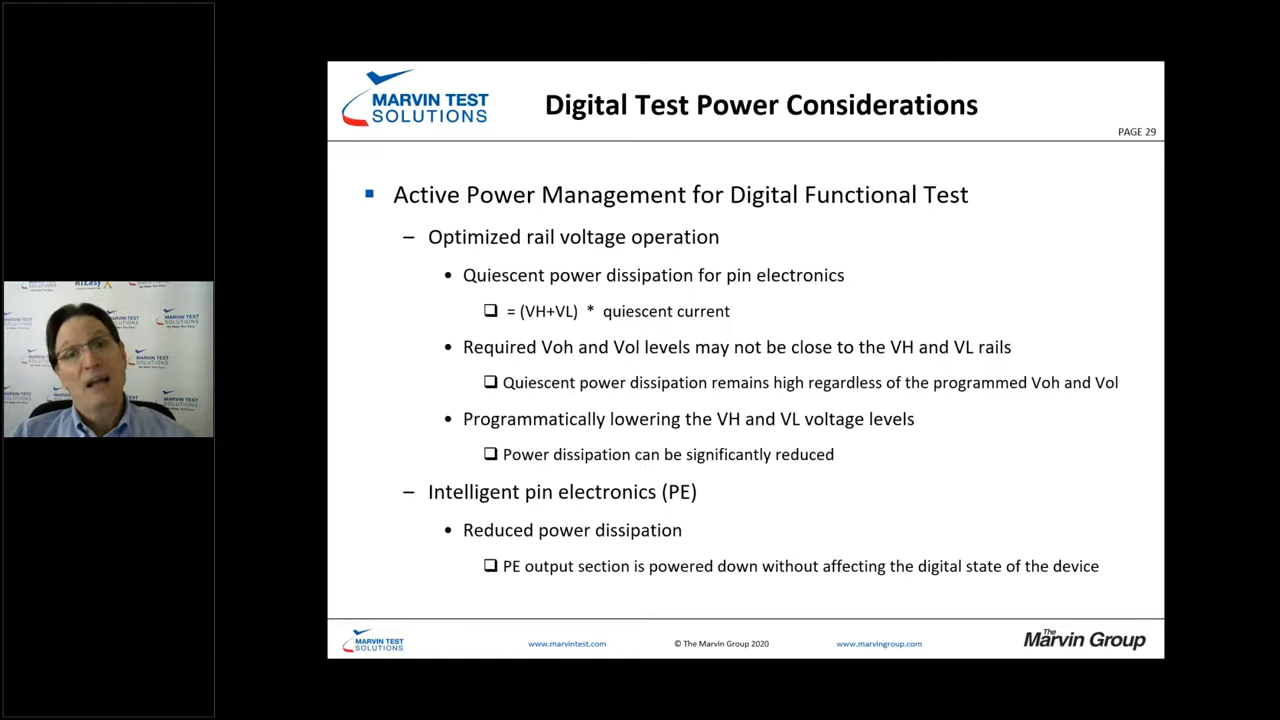 MARVIN TEST
SOLUTIONS
Digital Test Power Considerations
PAGE 29
▪ Active Power Management for Digital Functional Test
– Optimized rail voltage operation
• Quiescent power dissipation for pin electronics
❑ = (VH+VL) * quiescent current
• Required Voh and Vol levels may not be close to the VH and VL rails
❑ Quiescent power dissipation remains high regardless of the programmed Voh and Vol
• Programmatically lowering the VH and VL voltage levels
❑ Power dissipation can be significantly reduced
– Intelligent pin electronics (PE)
• Reduced power dissipation
❑ PE output section is powered down without affecting the digital state of the device
MARVIN TEST
SOLUTIONS
www.marvintest.com
© The Marvin Group 2020
www.marvingroup.com
The Marvin Group
MARVIN TEST
SOLUTIONS